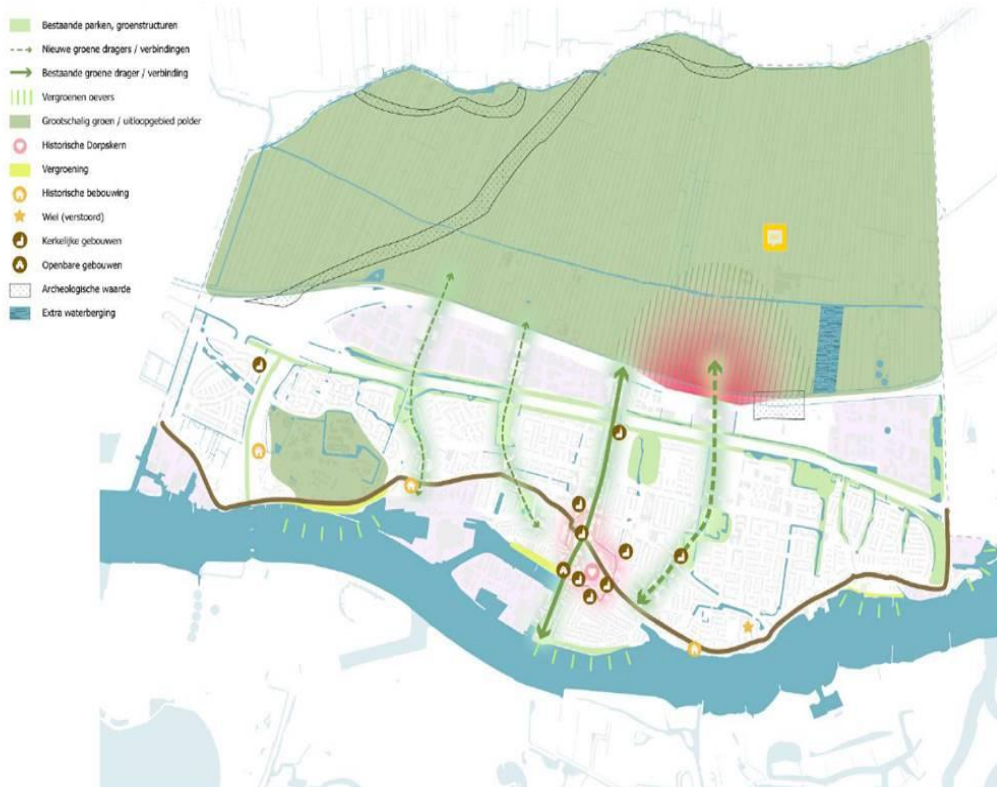 Bestaande parken, groenstructuren
Nieuwe groene dragers / verbindingen
Bestaande groene drager / verbinding
Vergroenen oevers
Grootschalig groen / uitloopgebied polder
Historische Dorpskern
Vergroening
Historische bebouwing
Wiel (verstoord)
Kerkelijke gebouwen
Openbare gebouwen
Archeologische waarde
Extra waterberging